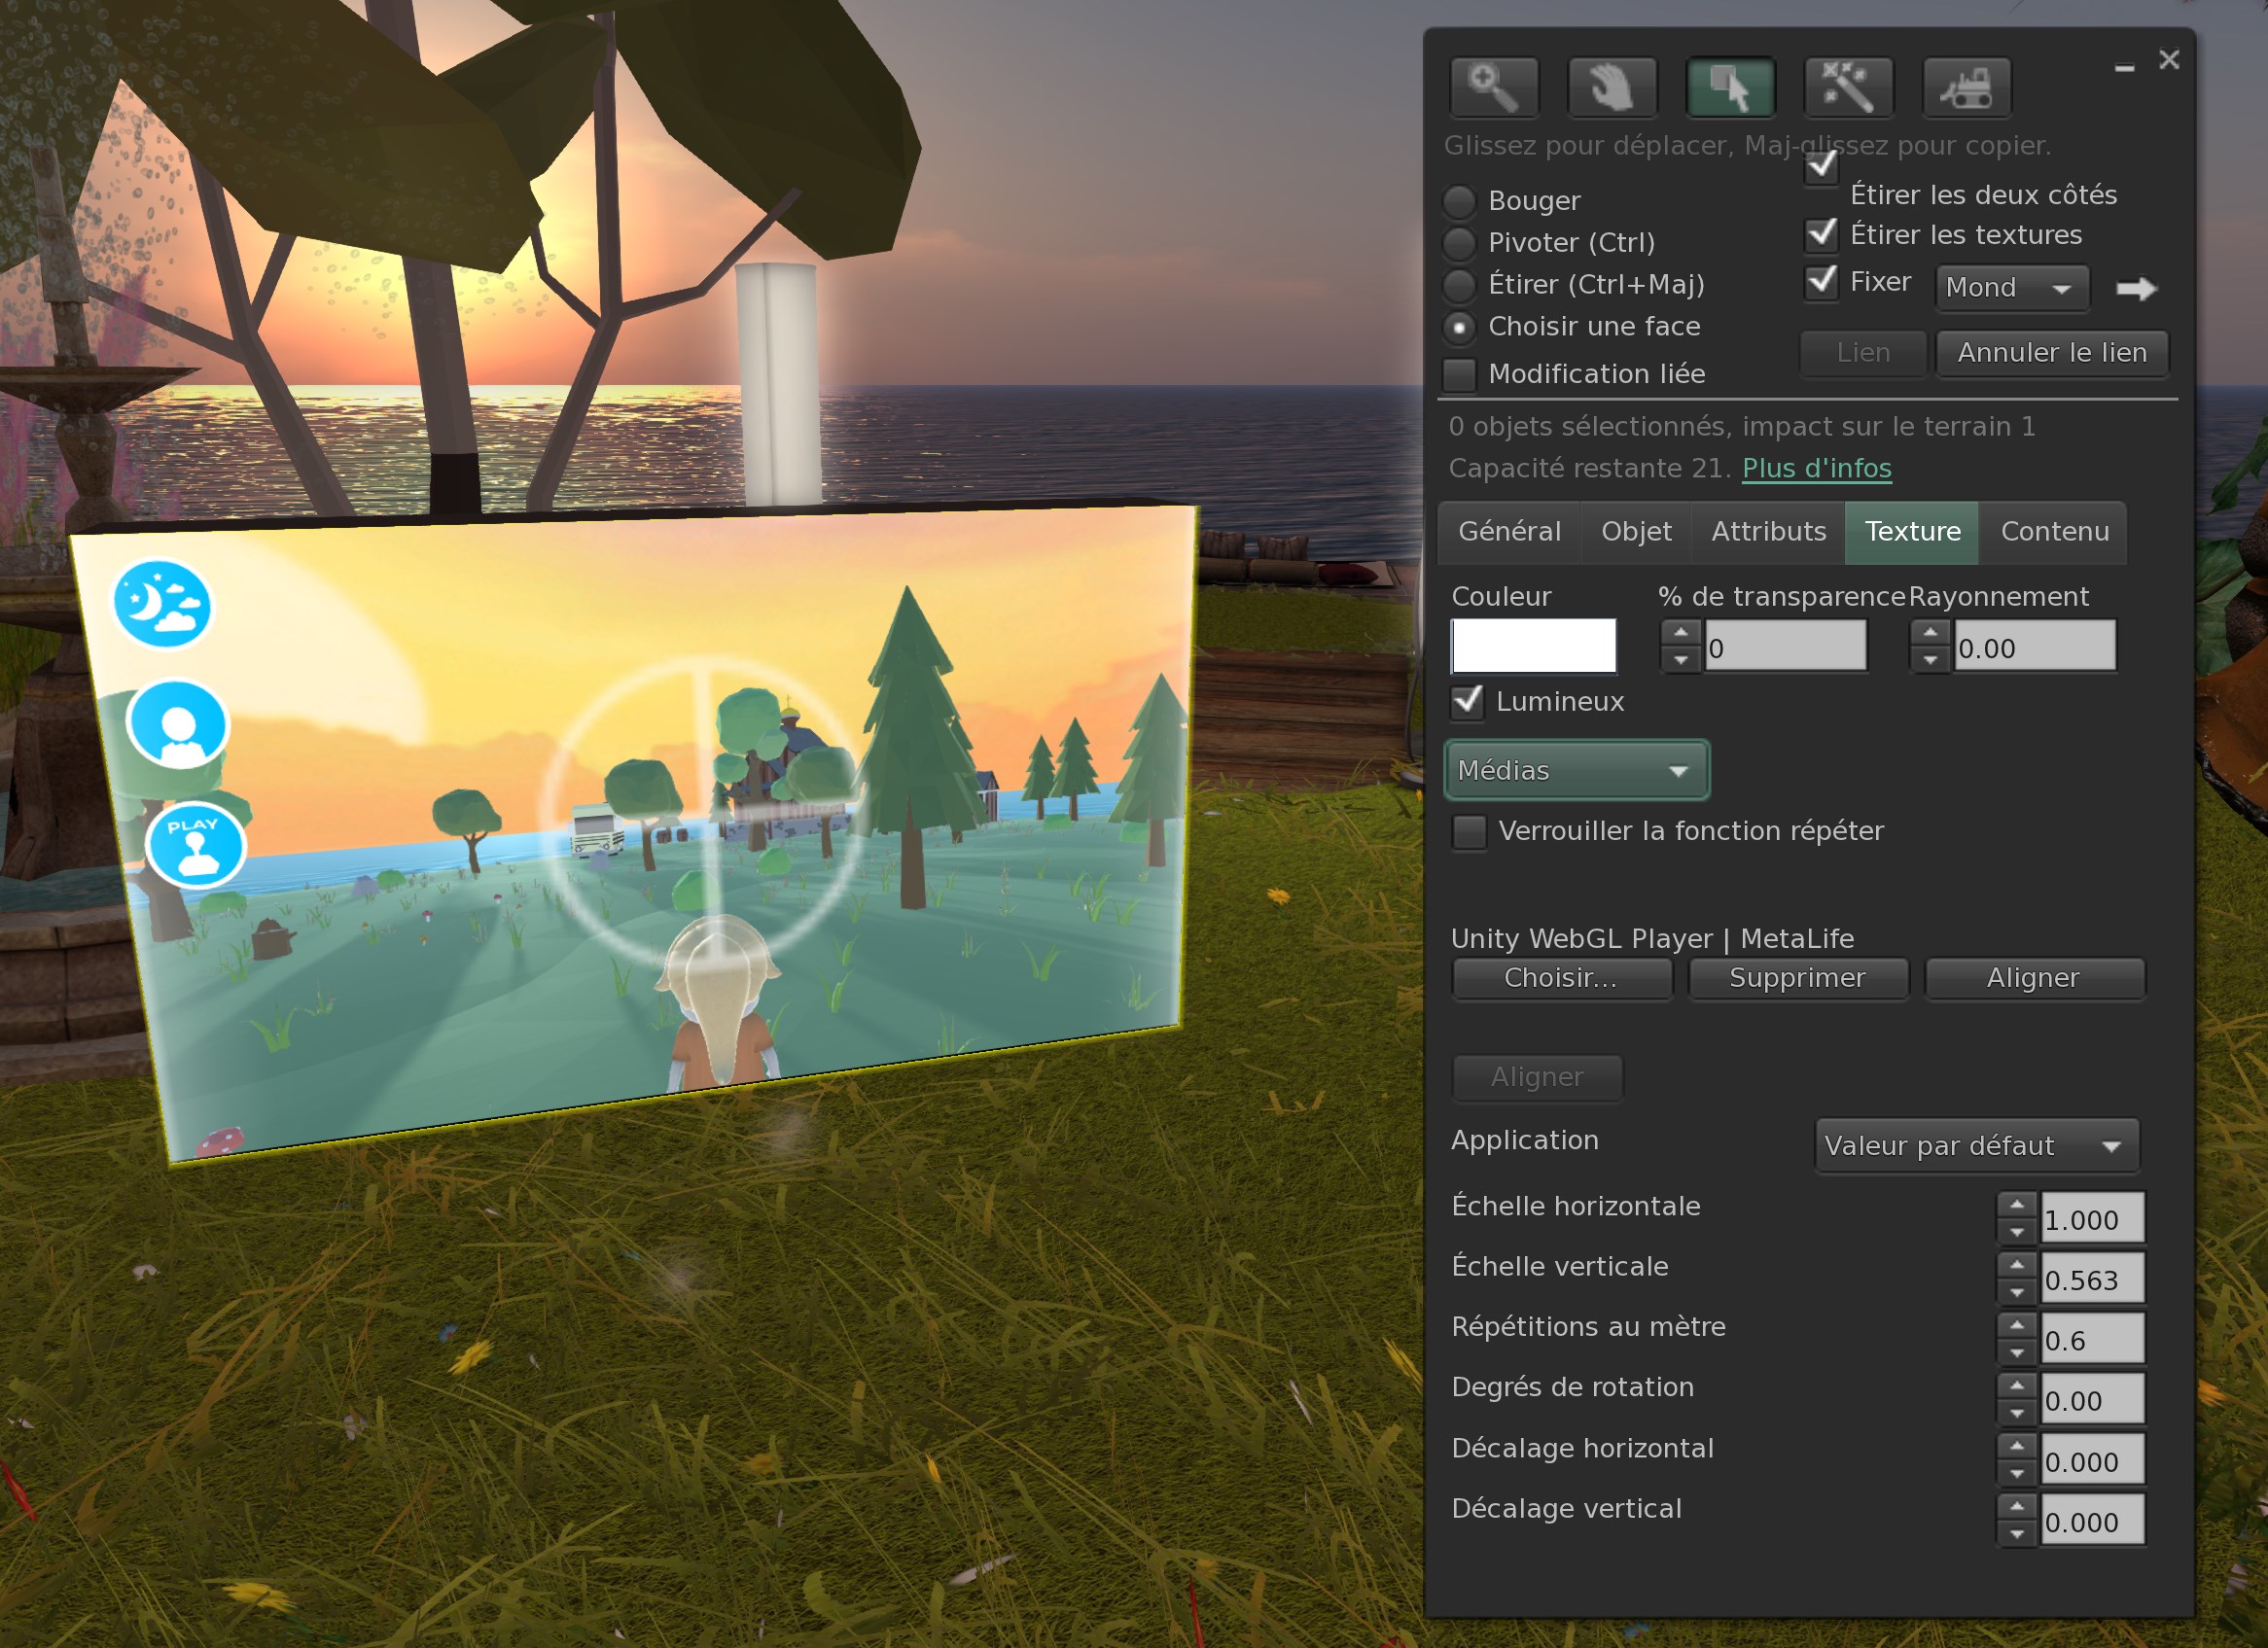 Glissez pour déplacer, Maj-glissez pour copier.
Bouger
Pivoter (Ctrl)
Étirer (Ctrl+Maj)
Choisir une face
Modification liée
Étirer les deux côtés
Étirer les textures
Fixer Mond
Lien Annuler le lien
0 objets sélectionnés, impact sur le terrain 1
Capacité restante 21. Plus d'infos
Général Objet Attributs Texture Contenu
Couleur % de transparence Rayonnement
0 0.00
Lumineux
Médias
Verrouiller la fonction répéter
Unity WebGL Player | MetaLife
Choisir... Supprimer Aligner
Aligner
Application Valeur par défaut
Échelle horizontale 1.000
Échelle verticale 0.563
Répétitions au mètre 0.6
Degrés de rotation 0.00
Décalage horizontal 0.000
Décalage vertical 0.000
PLAY